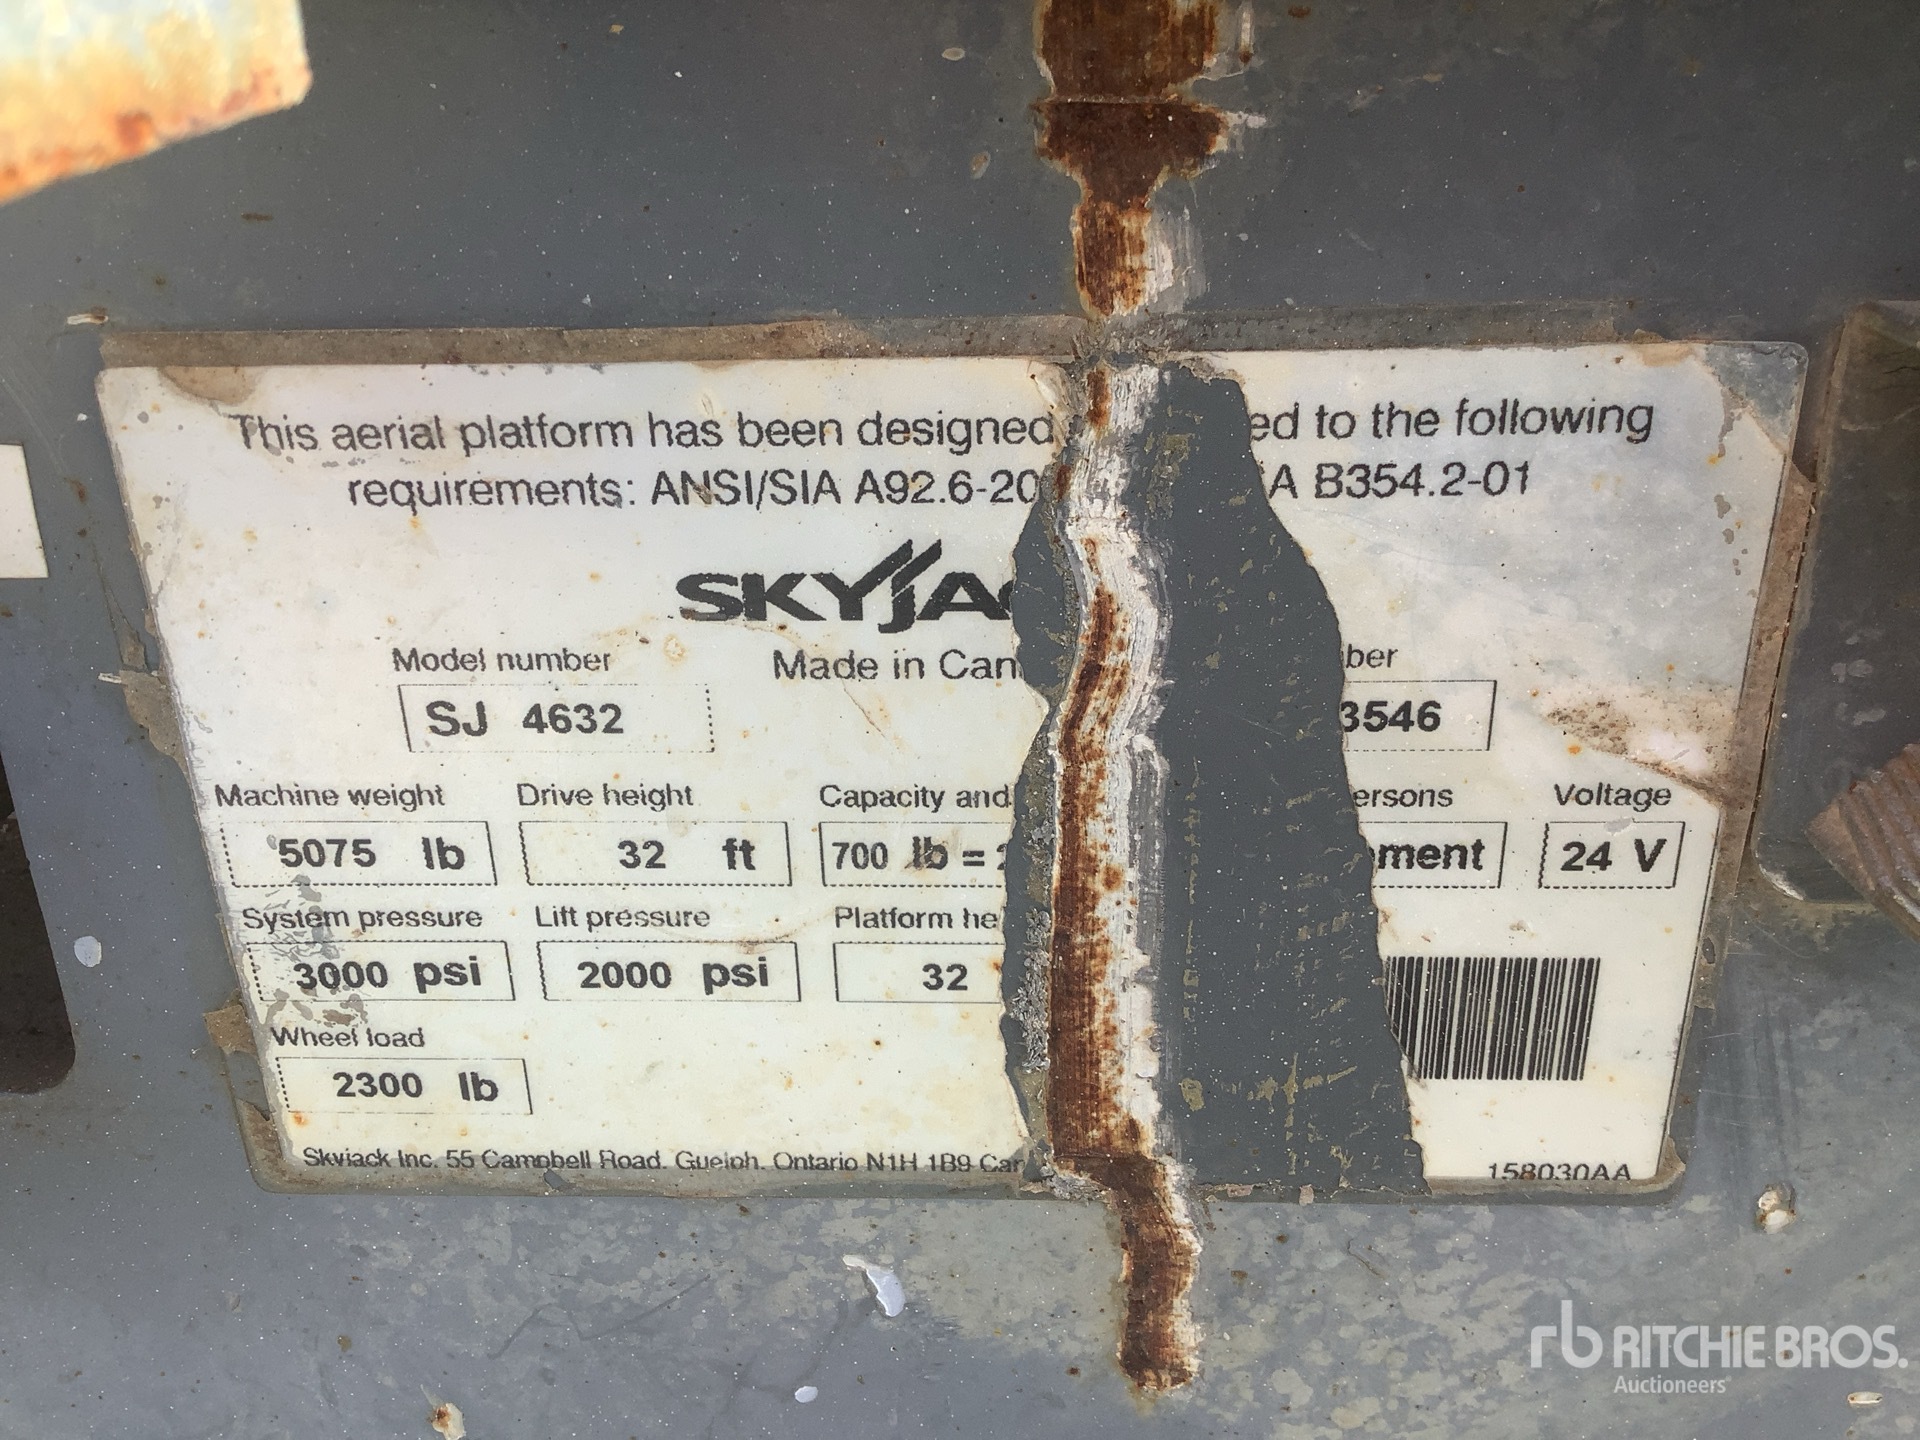 This aerial platform has been designed ed to the following
requirements: ANSI/SIA A92.6-20 A B354.2-01
SKYJAC
Model number Made in Can ber
SJ 4632 3546
Machine weight Drive height Capacity and ersons Voltage
5075 lb 32 ft 700 lb = ment 24 V
System pressure Lift pressure Platform he
3000 psi 2000 psi 32
Wheel load
2300 lb
Skyjack Inc. 55 Campbell Road. Guelph. Ontario N1H 1B9 Can
158030AA
rb RITCHIE BROS.
Auctioneers